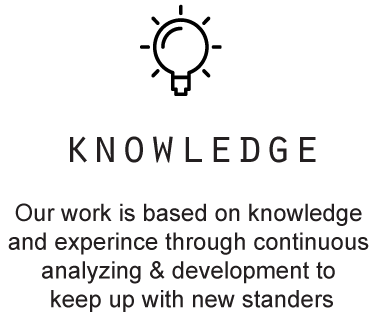 KNOWLEDGE
Our work is based on knowledge
and experince through continuous
analyzing & development to
keep up with new standers